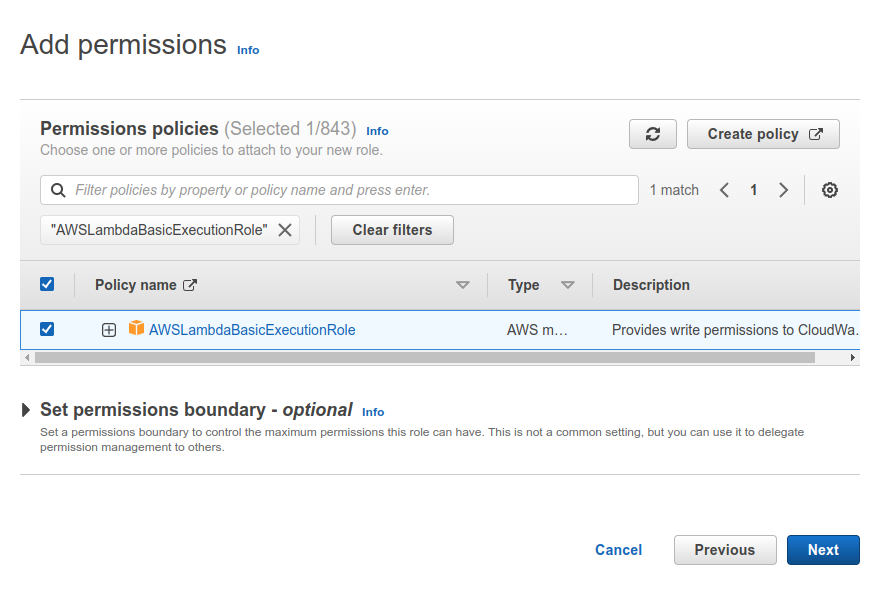 Add permissions Info
Permissions policies (Selected 1/843) Info
Choose one or more policies to attach to your new role.
Create policy
Filter policies by property or policy name and press enter.
1 match
1
"AWSLambdaBasicExecutionRole"
Clear filters
Policy name
Type
Description
AWSLambdaBasicExecutionRole
AWS m...
Provides write permissions to CloudWa.
Set permissions boundary - optional Info
Set a permissions boundary to control the maximum permissions this role can have. This is not a common setting, but you can use it to delegate
permission management to others.
Cancel
Previous
Next